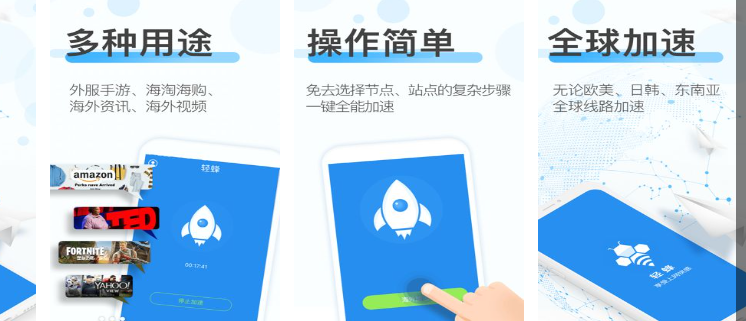 多种用途
外服手游、海淘海购、
海外资讯、海外视频
轻蜂
amazon
TED
FORTNITE
YAHOO!
VIEW
00:17:41
停止加速
操作简单
免去选择节点、站点的复杂步骤
一键全能加速
全球加速
无论欧美、日韩、东南亚
全球线路加速
轻蜂